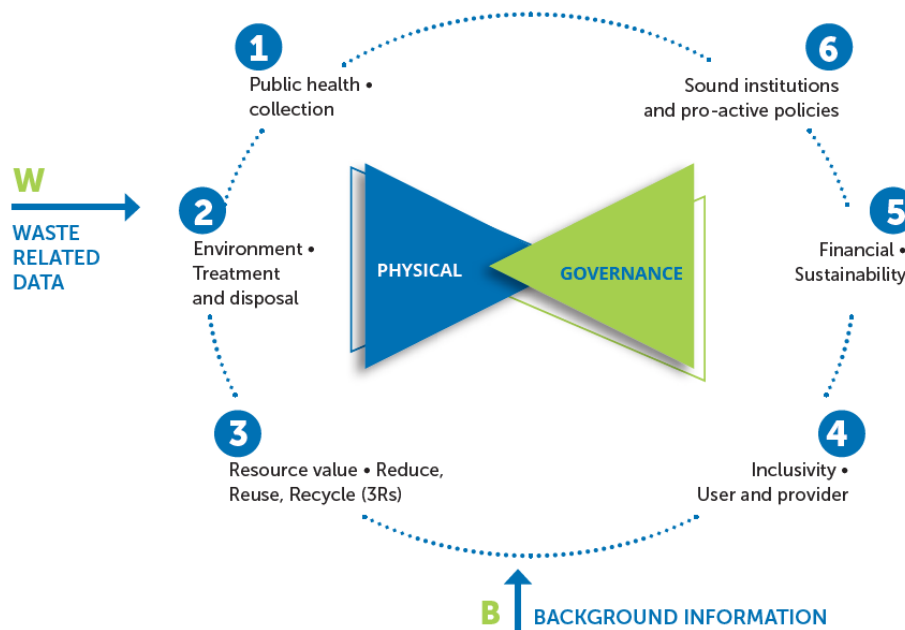 1
Public health •
collection
6
Sound institutions
and pro-active policies
W
WASTE
RELATED
DATA
2
Environment •
Treatment
and disposal
PHYSICAL
GOVERNANCE
5
Financial •
Sustainability
3
Resource value • Reduce,
Reuse, Recycle (3Rs)
4
Inclusivity •
User and provider
B
BACKGROUND INFORMATION